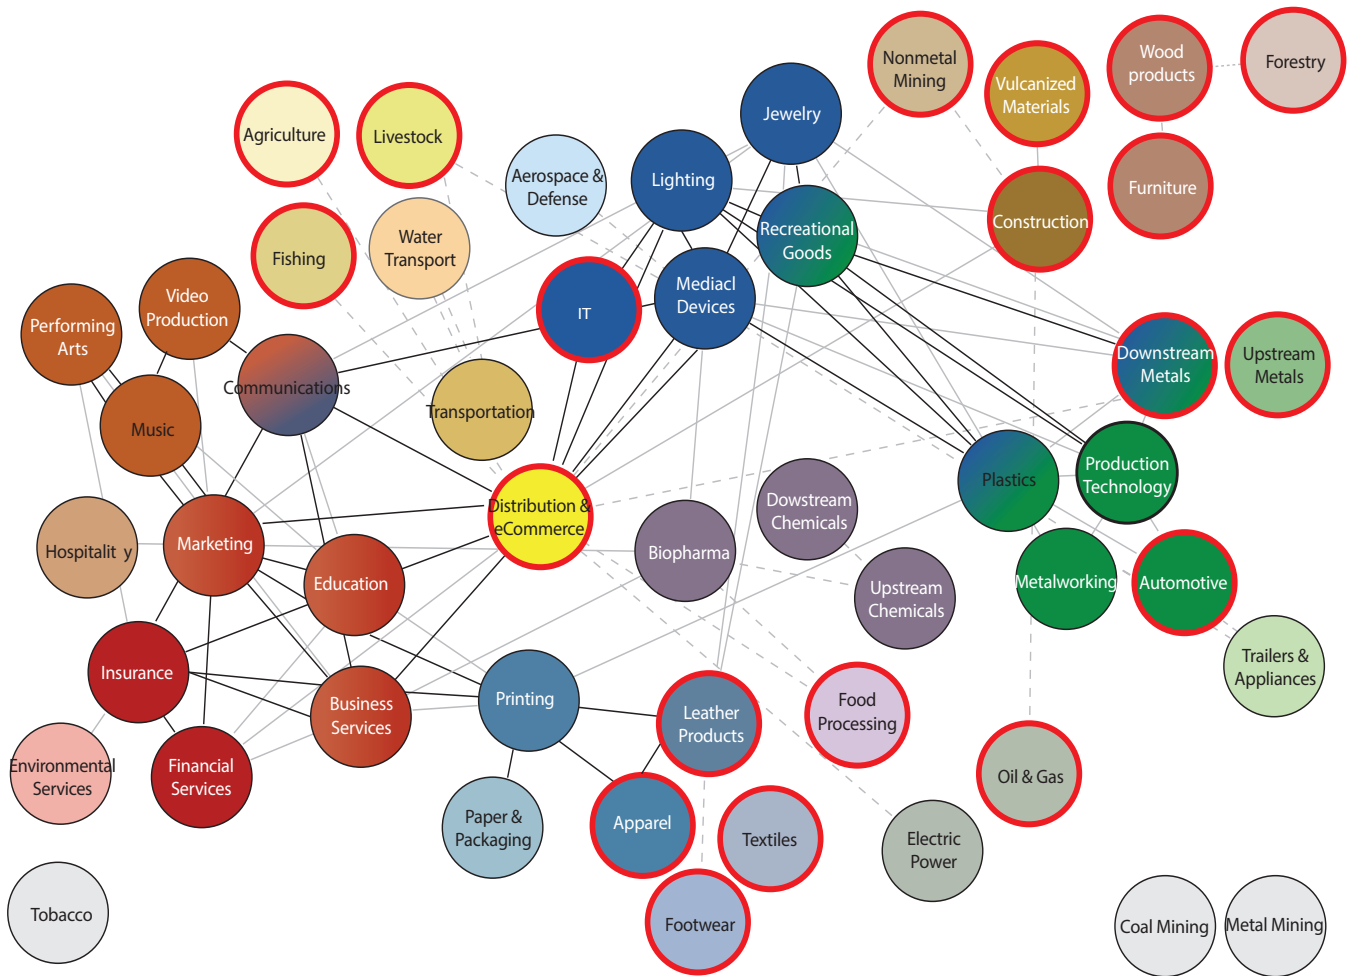 Nonmetal
Mining
Vulcanized
Materials
Wood
products
Forestry
Jewelry
Agriculture
Livestock
Aerospace &
Defense
Lighting
Furniture
Fishing
Water
Transport
Recreational
Goods
Construction
IT
Mediacl
Devices
Performing
Arts
Video
Production
Communications
Downstream
Metals
Upstream
Metals
Music
Transportation
Plastics
Production
Technology
Distribution &
eCommerce
Dowstream
Chemicals
Hospitalit y
Marketing
Education
Biopharma
Upstream
Chemicals
Metalworking
Automotive
Insurance
Business
Services
Printing
Leather
Products
Food
Processing
Trailers &
Appliances
Environmental
Services
Financial
Services
Oil & Gas
Paper &
Packaging
Apparel
Textiles
Electric
Power
Tobacco
Footwear
Coal Mining
Metal Mining